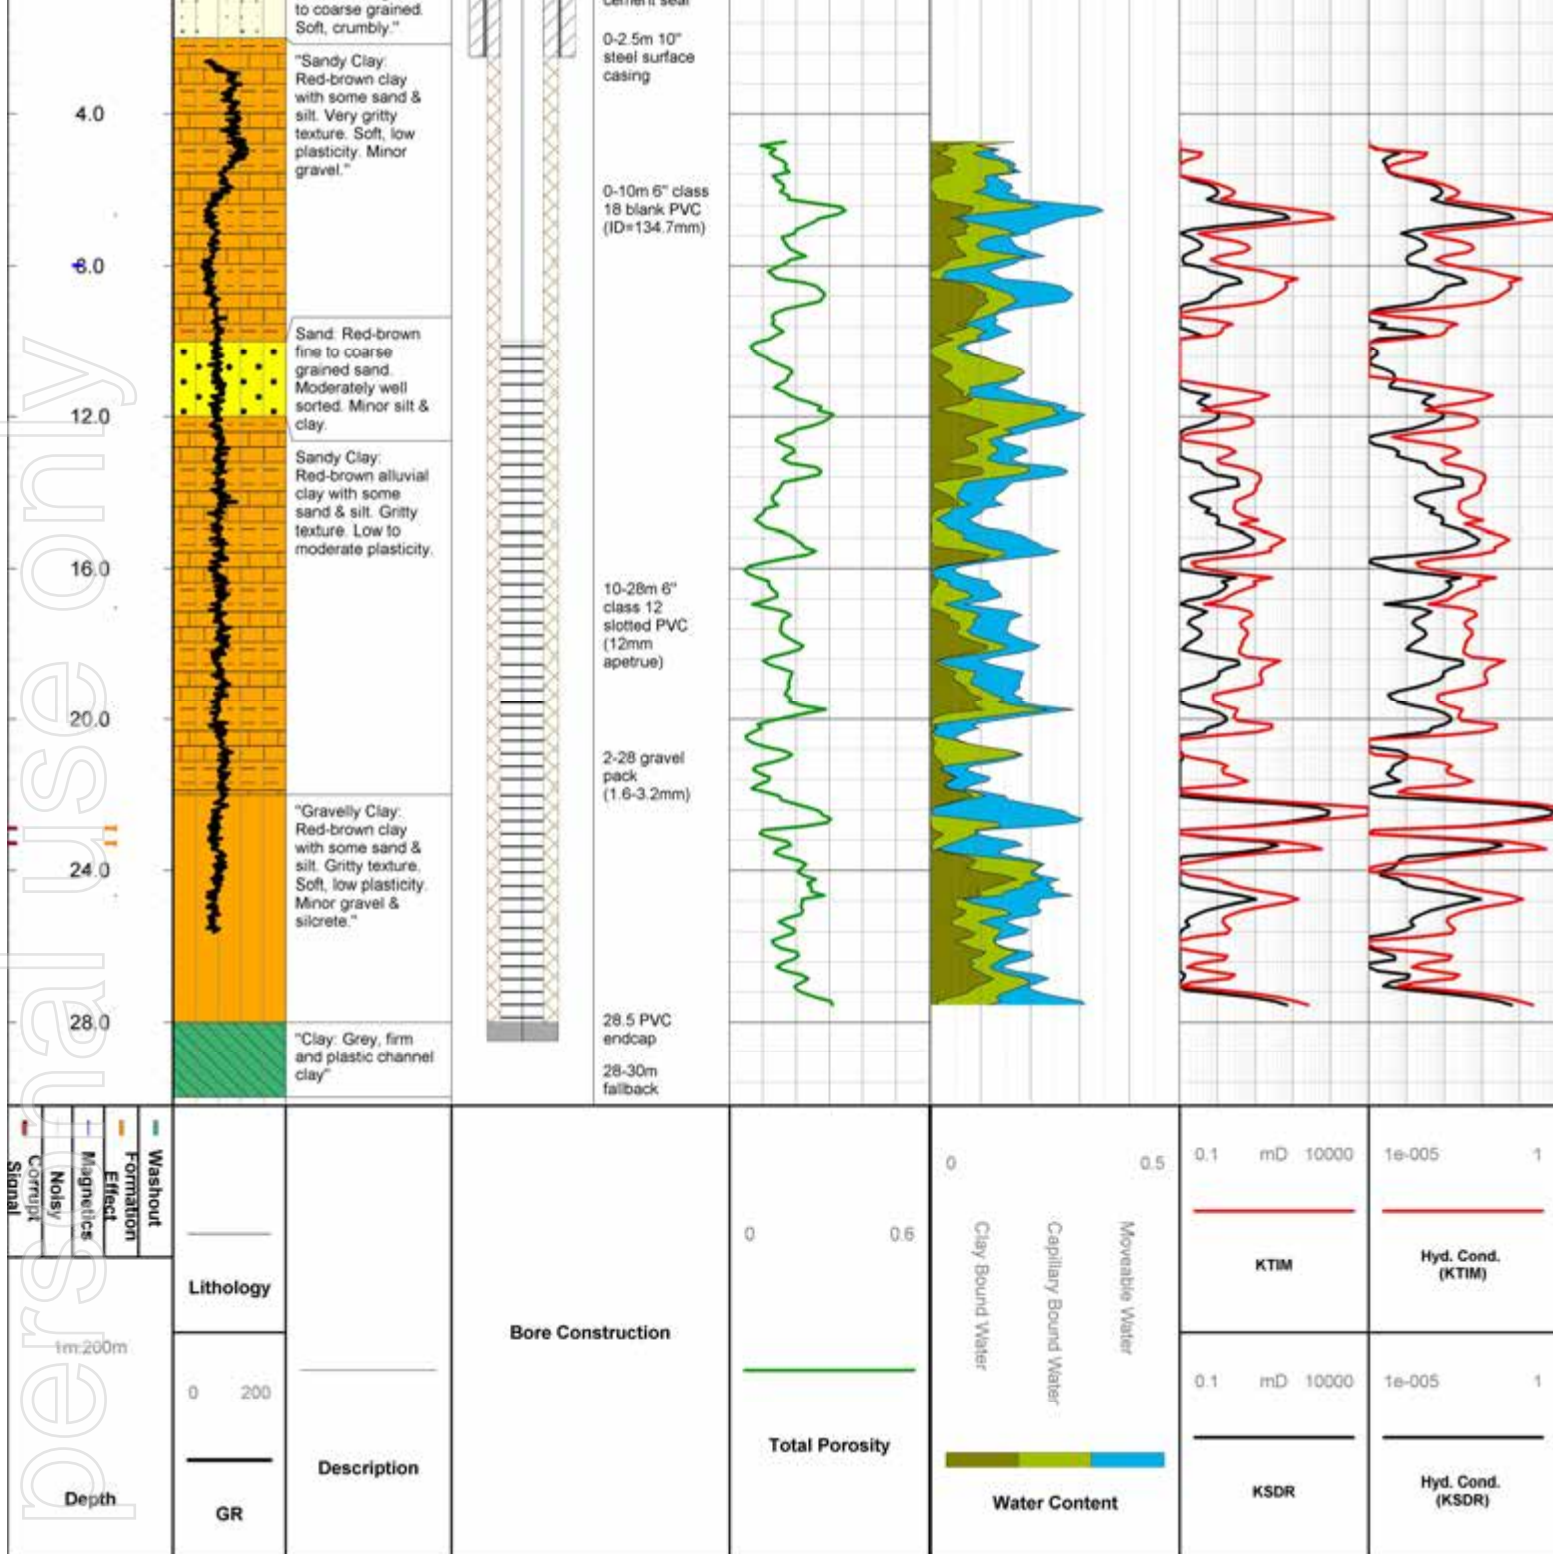 to coarse grained.
Soft, crumbly."
cement seal
0-2.5m 10"
steel surface
casing
"Sandy Clay:
Red-brown clay
with some sand &
silt. Very gritty
texture. Soft, low
plasticity. Minor
gravel."
4.0
0-10m 6" class
18 blank PVC
(ID=134.7mm)
8.0
Sand: Red-brown
fine to coarse
grained sand.
Moderately well
sorted. Minor silt &
clay.
12.0
Sandy Clay:
Red-brown alluvial
clay with some
sand & silt. Gritty
texture. Low to
moderate plasticity.
16.0
10-28m 6"
class 12
slotted PVC
(12mm
apetrue)
20.0
2-28 gravel
pack
(1.6-3.2mm)
"Gravelly Clay:
Red-brown clay
with some sand &
silt. Gritty texture.
Soft, low plasticity.
Minor gravel &
silcrete."
24.0
28.0
28.5 PVC
endcap
"Clay: Grey, firm
and plastic channel
clay"
28-30m
fallback
personal use only
Signal
Corrupt
Noisy
Magnetics
Effect
Formation
Washout
1m:200m
Depth
Lithology
0 200
GR
Description
Bore Construction
0 0.6
Total Porosity
0 0.5
Clay Bound Water
Capillary Bound Water
Moveable Water
Water Content
0.1 mD 10000
KTIM
0.1 mD 10000
KSDR
1e-005 1
Hyd. Cond.
(KTIM)
1e-005 1
Hyd. Cond.
(KSDR)